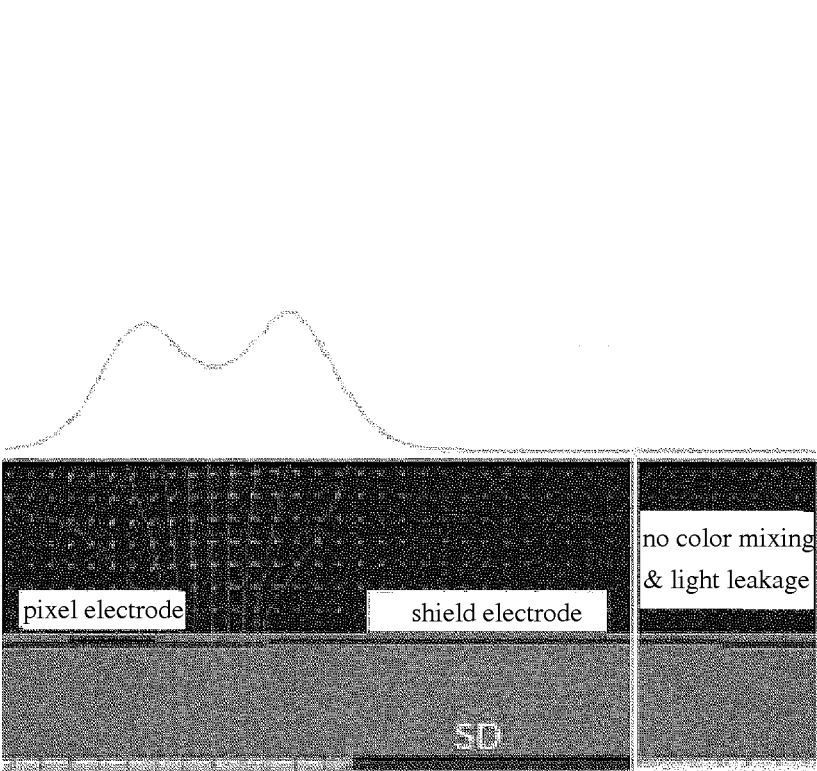 no color mixing
& light leakage
pixel electrode
shield electrode
SD